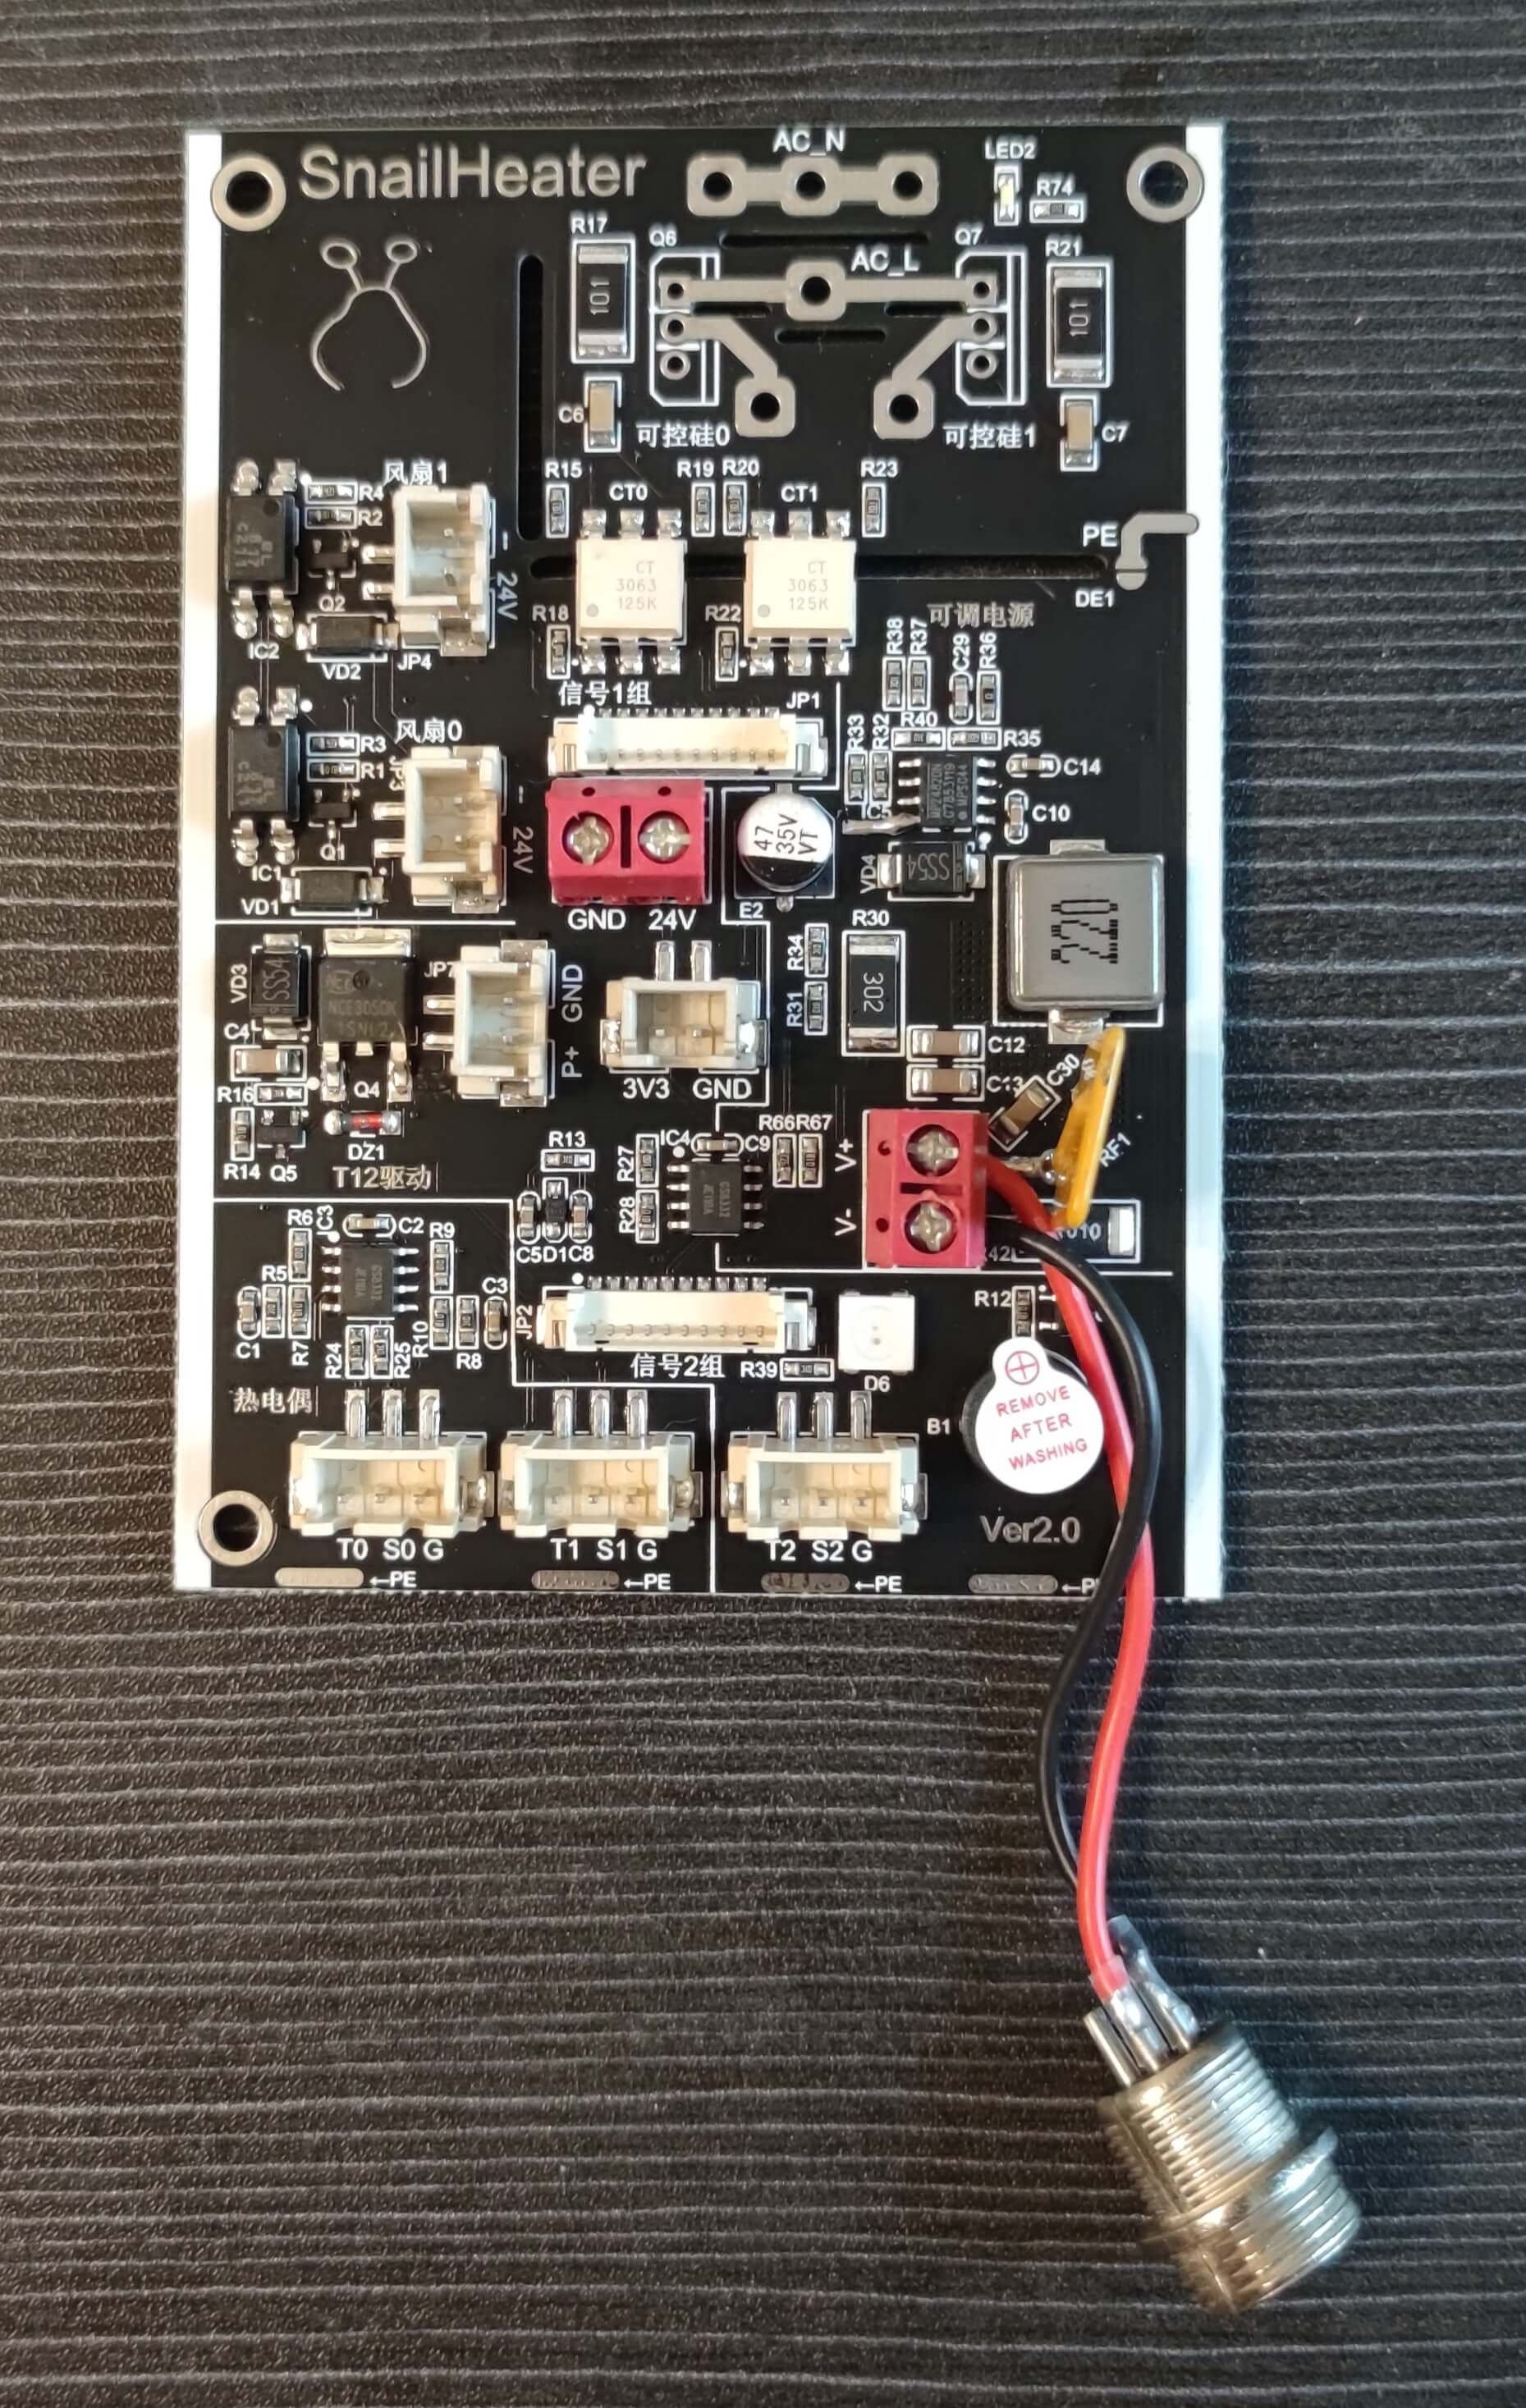 SnailHeater
AC_N
LED2
R74
R17
101
Q6
AC_L
Q7
R21
101
C6
可控硅0
可控硅1
C7
风扇1
R4
R2
Q2
24V
IC2
VD2
JP4
R15
CT0
R19
R20
CT1
R23
CT
3063
125K
CT
3063
125K
R18
R22
PE
DE1
可调电源
R38
R37
C29
R36
信号1组
JP1
R33
R32
R40
R35
C14
C10
风扇0
R3
R1
JP3
Q1
24V
IC1
VD1
47
35V
VT
E2
SS54
VD4
220
GND 24V
VD3
SS54
C4
R16
R14
Q5
Q4
DZ1
T12驱动
JP7
GND
P+
3V3 GND
R34
R31
R30
302
C12
C13
C30
RF1
R13
C5
D1
C8
R27
R28
IC4
C9
R66
R67
V+
V-
R6
IC3
C2
R9
R5
C1
R7
R24
R25
R10
R8
C3
热电偶
JP2
信号2组
R39
D6
R12
B1
REMOVE
AFTER
WASHING
Ver2.0
T0 S0 G
T1 S1 G
T2 S2 G
←PE
←PE
←PE